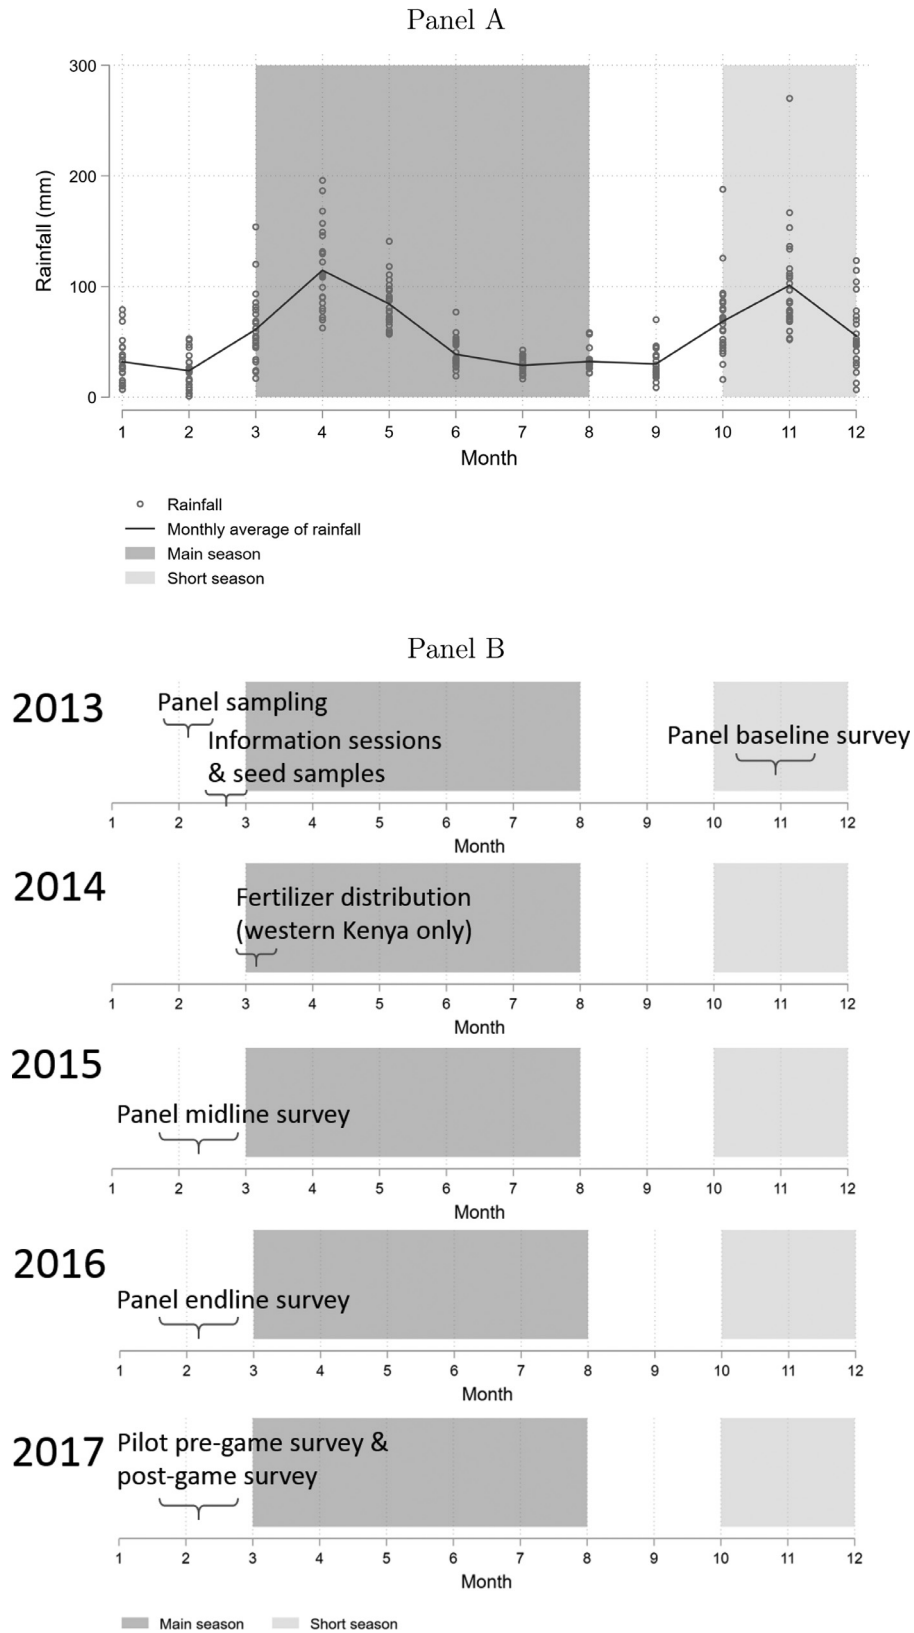 Panel A
300
200
100
0
Rainfall (mm)
1 2 3 4 5 6 7 8 9 10 11 12
Month
Rainfall
Monthly average of rainfall
Main season
Short season
Panel B
2013
Panel sampling
Information sessions
& seed samples
Panel baseline survey
1 2 3 4 5 6 7 8 9 10 11 12
Month
2014
Fertilizer distribution
(western Kenya only)
1 2 3 4 5 6 7 8 9 10 11 12
Month
2015
Panel midline survey
1 2 3 4 5 6 7 8 9 10 11 12
Month
2016
Panel endline survey
1 2 3 4 5 6 7 8 9 10 11 12
Month
2017
Pilot pre-game survey &
post-game survey
1 2 3 4 5 6 7 8 9 10 11 12
Month
Main season Short season